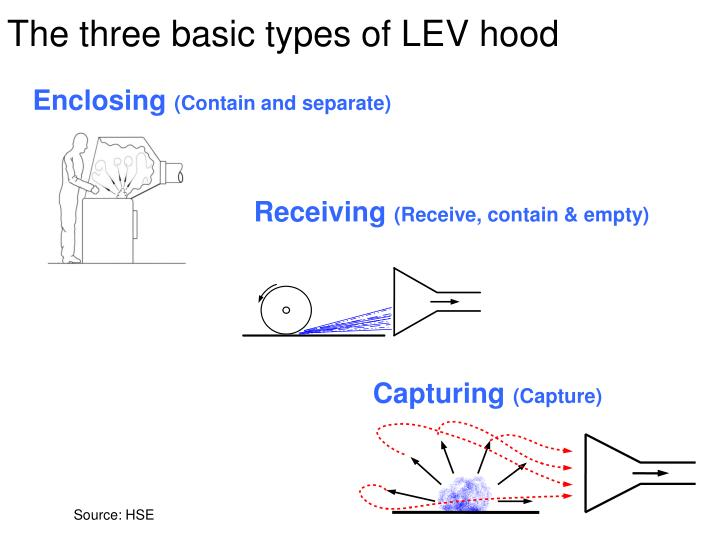 The three basic types of LEV hood
Enclosing (Contain and separate)
Receiving (Receive, contain & empty)
Capturing (Capture)
Source: HSE